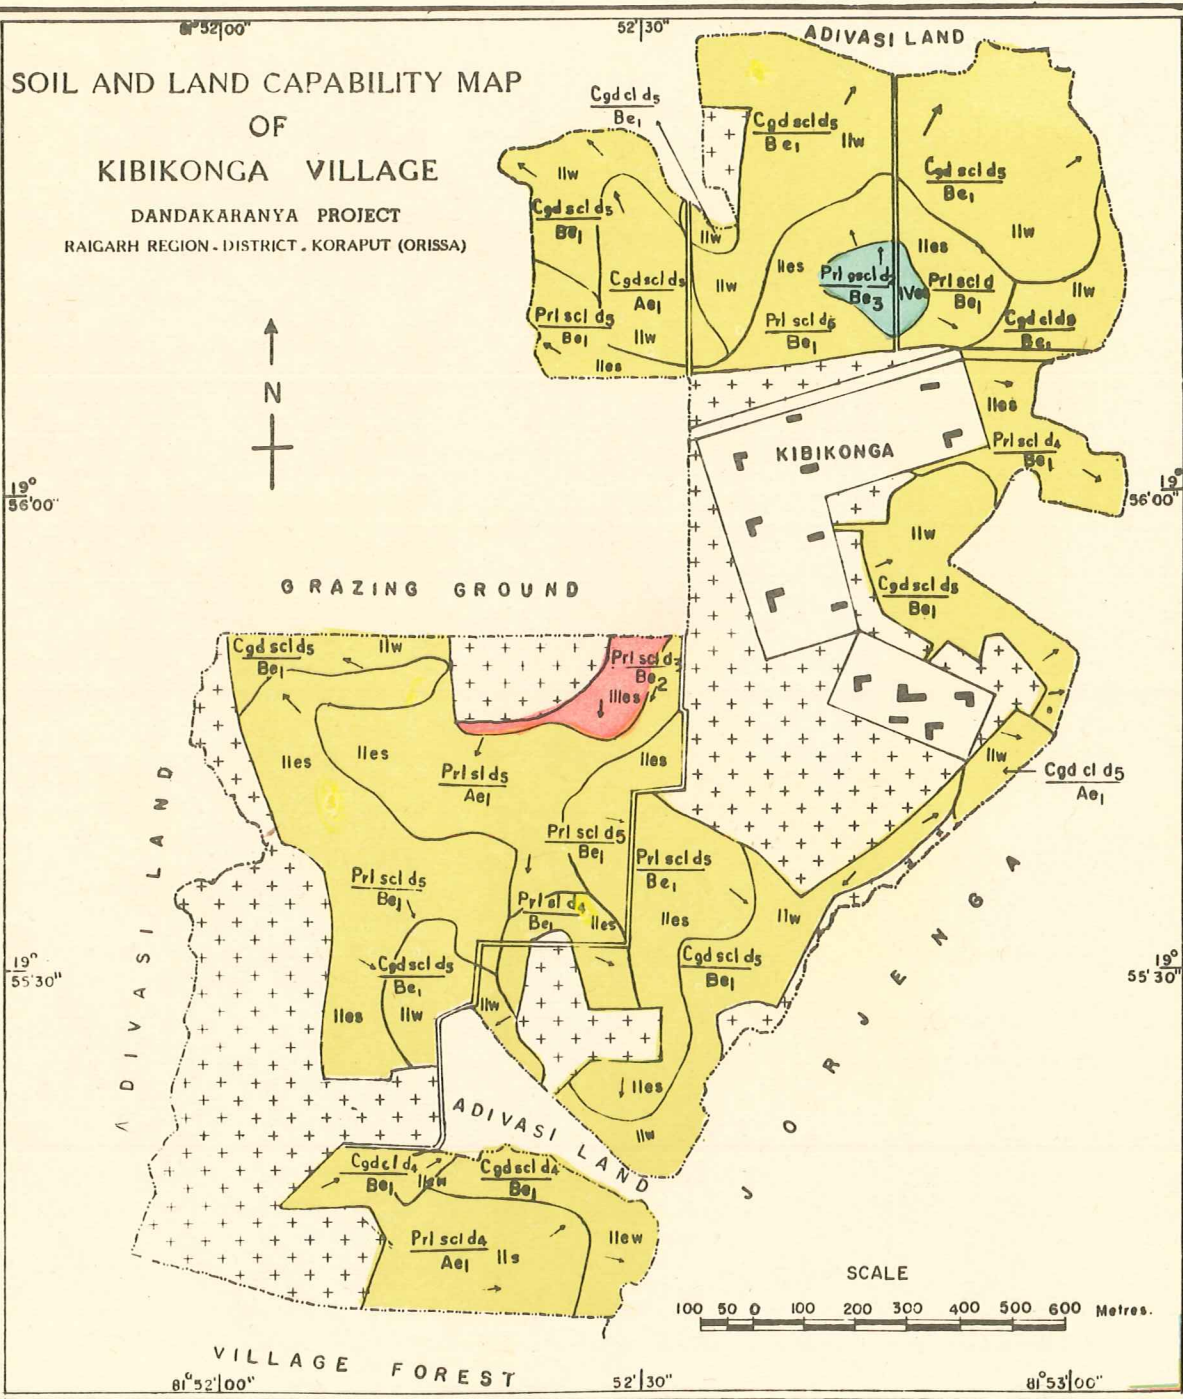 81°52'00"
52'30"
SOIL AND LAND CAPABILITY MAP
OF
KIBIKONGA VILLAGE
DANDAKARANYA PROJECT
RAIGARH REGION - DISTRICT - KORAPUT (ORISSA)
N
ADIVASI LAND
Cgd cl d5
Be1
Cgd scl d5
Be1
IIw
Cgd scl d5
Be1
IIw
IIw
Cgd scl d5
Be1
IIw
Cgd scl d5
Ae1
IIw
IIw
IIes
Prl gscl d2
Be3
IIes
Prl scl d
Be1
IIw
Prl scl d5
Be1
IIes
Prl scl d5
Be1
Be1
IIes
Prl scl d4
Be1
KIBIKONGA
19°
56'00"
19°
56'00"
IIw
Cgd scl d5
Be1
GRAZING GROUND
Cgd scl d5
Be1
IIw
Prl scl d2
Be2
IIIes
IIes
IIes
IIes
Prl sl d5
Ae1
IIw
Cgd cl d5
Ae1
Prl scl d5
Be1
Prl scl d5
Be1
IIes
Prl scl d5
Be1
Prl sl d4
Be1
IIes
IIw
Cgd scl d5
Be1
Cgd scl d5
Be1
IIes
IIw
IIw
19°
55'30"
19°
55'30"
IIes
IIw
ADIVASI LAND
ADIVASI LAND
JORJENGA
Cgd cl d4
Be1
IIew
Cgd scl d4
Be1
Prl scl d4
Ae1
IIs
IIew
SCALE
100 50 0 100 200 300 400 500 600 Metres.
VILLAGE FOREST
81°52'00"
52'30"
81°53'00"